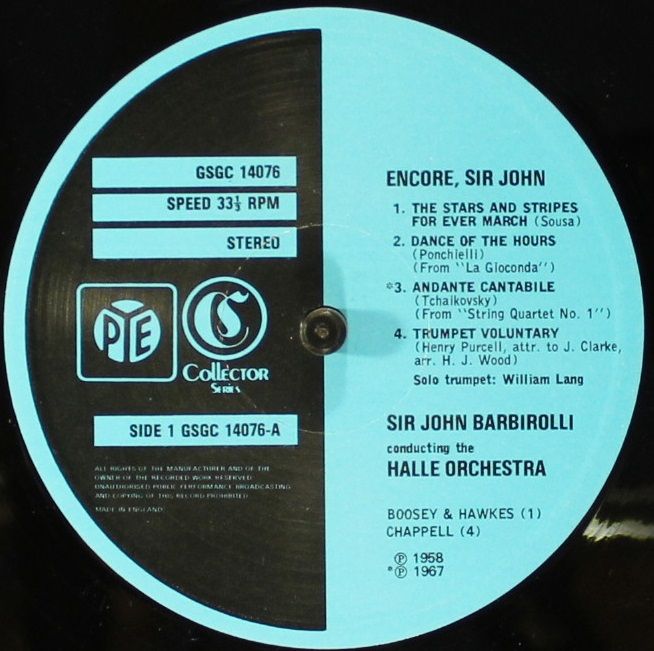 GSGC 14076
SPEED 33⅓ RPM
STEREO
PYE
CS
COLLECTOR
SERIES
SIDE 1 GSGC 14076-A
ALL RIGHTS OF THE MANUFACTURER AND OF THE
OWNER OF THE RECORDED WORK RESERVED
UNAUTHORISED PUBLIC PERFORMANCE BROADCASTING
AND COPYING OF THIS RECORD PROHIBITED
MADE IN ENGLAND
ENCORE, SIR JOHN
1. THE STARS AND STRIPES
FOR EVER MARCH (Sousa)
2. DANCE OF THE HOURS
(Ponchielli)
(From "La Gioconda")
*3. ANDANTE CANTABILE
(Tchaikovsky)
(From "String Quartet No. 1")
4. TRUMPET VOLUNTARY
(Henry Purcell, attr. to J. Clarke,
arr. H. J. Wood)
Solo trumpet: William Lang
SIR JOHN BARBIROLLI
conducting the
HALLE ORCHESTRA
BOOSEY & HAWKES (1)
CHAPPELL (4)
℗ 1958
*℗ 1967